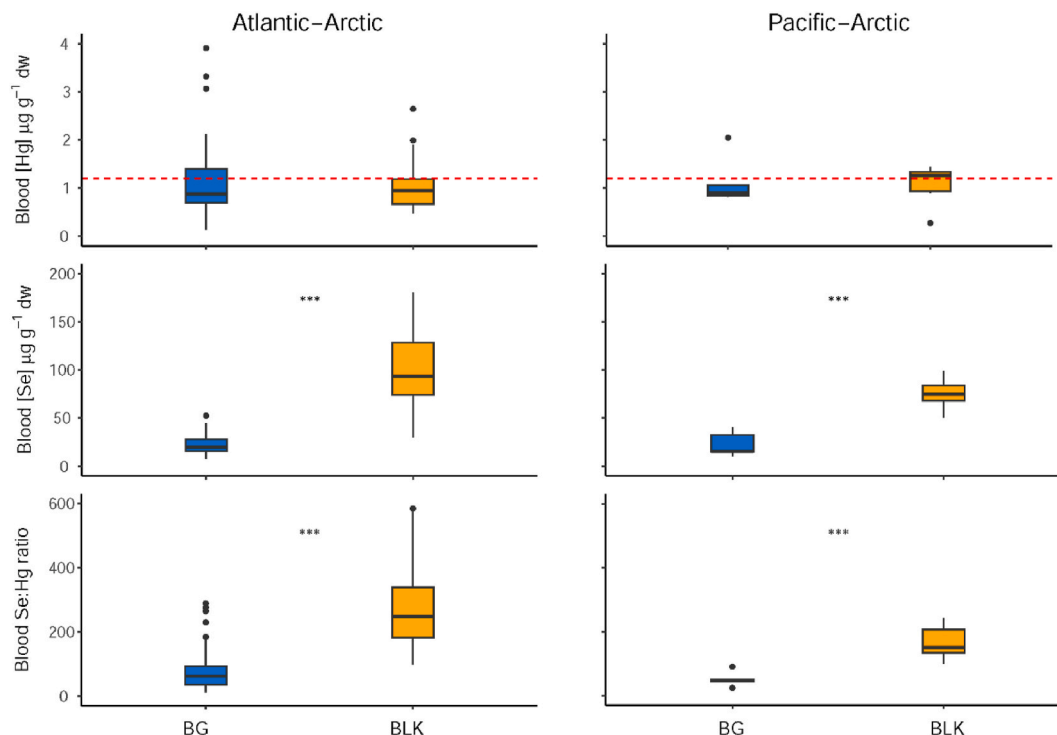 Atlantic−Arctic
Pacific−Arctic
Blood [Hg] μg g⁻¹ dw
4
3
2
1
0
Blood [Se] μg g⁻¹ dw
200
150
100
50
0
***
***
Blood Se:Hg ratio
600
400
200
0
***
***
BG
BLK
BG
BLK